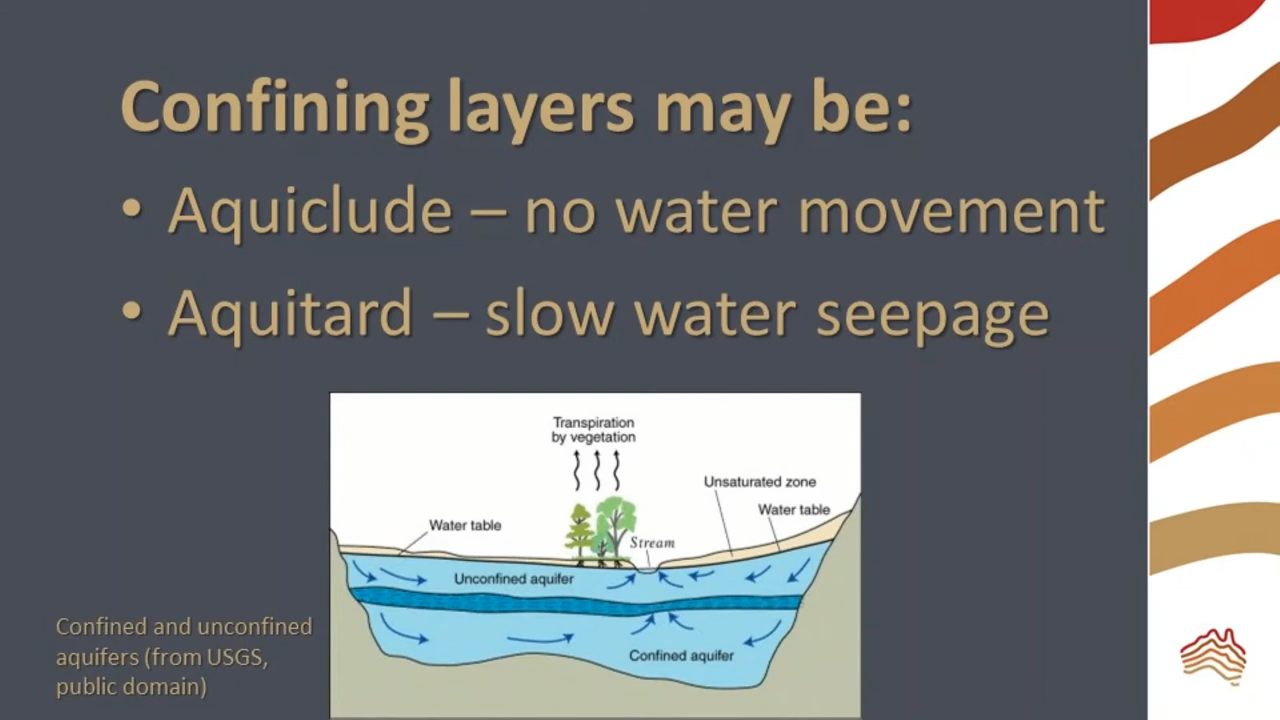 Confining layers may be:
• Aquiclude – no water movement
• Aquitard – slow water seepage
Transpiration
by vegetation
Unsaturated zone
Water table
Water table
Stream
Unconfined aquifer
Confined aquifer
Confined and unconfined
aquifers (from USGS,
public domain)